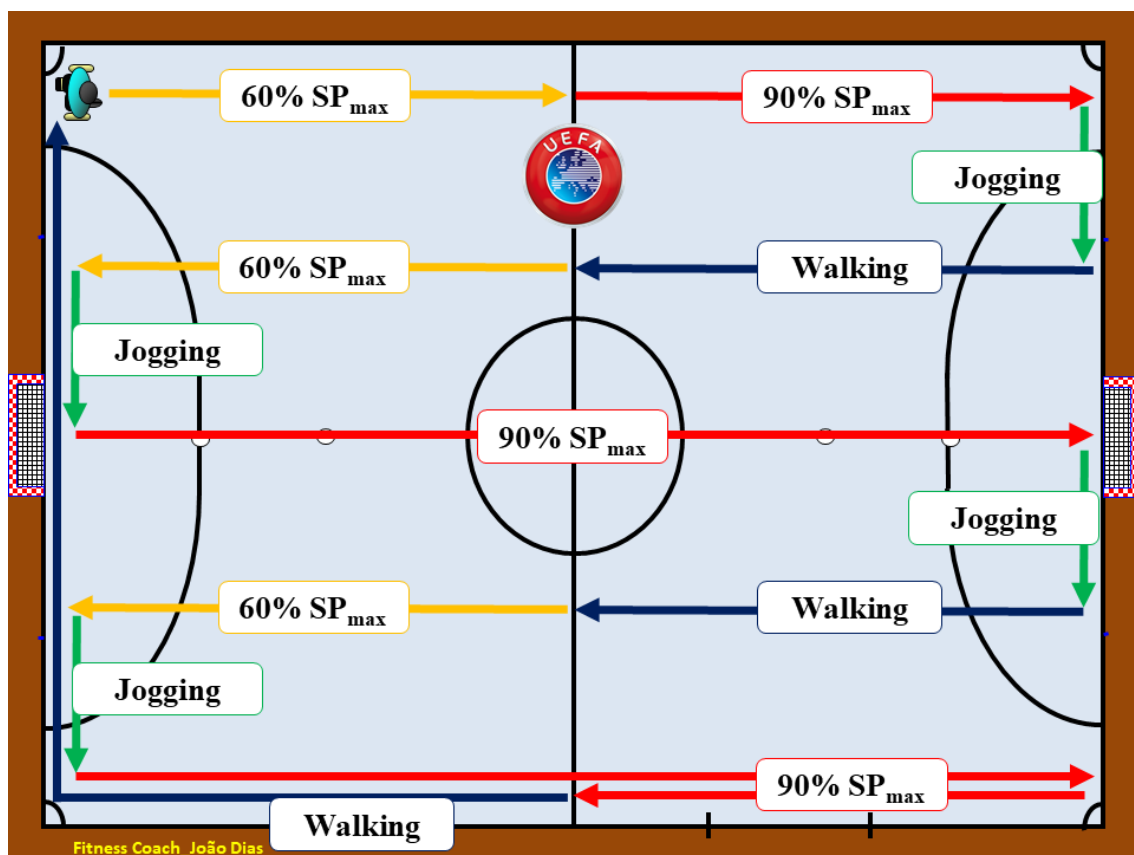 60% SPmax
90% SPmax
UEFA
Jogging
60% SPmax
Walking
Jogging
90% SPmax
Jogging
60% SPmax
Walking
Jogging
90% SPmax
Walking
Fitness Coach João Dias